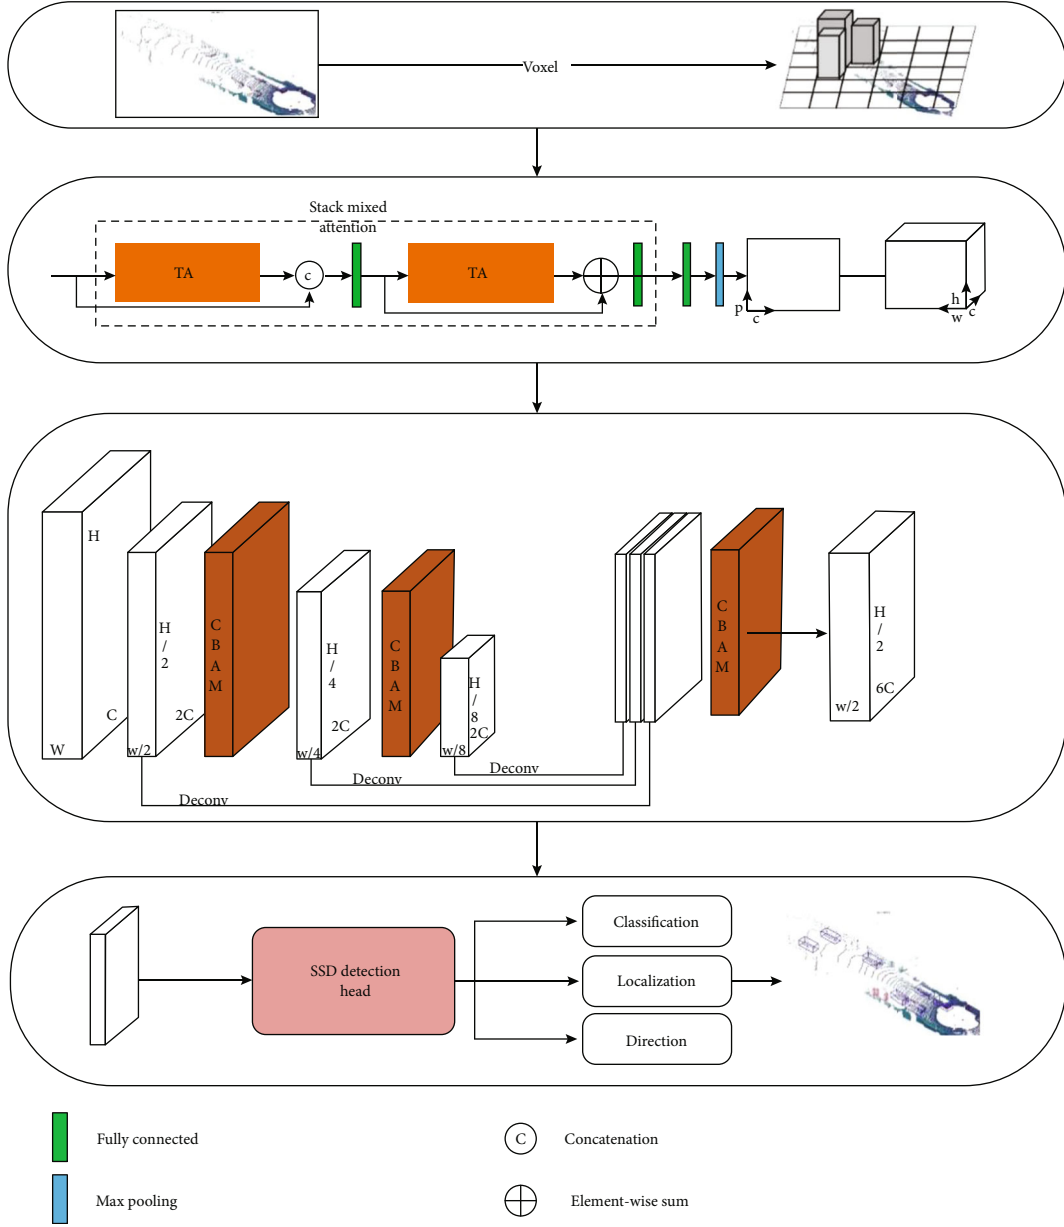 Voxel
Stack mixed
attention
TA
c
TA
p
c
h
w
c
H
C
W
H
/
2
2C
w/2
C
B
A
M
H
/
4
2C
w/4
C
B
A
M
H
/
8
2C
w/8
Deconv
Deconv
Deconv
C
B
A
M
H
/
2
6C
w/2
SSD detection
head
Classification
Localization
Direction
Fully connected
C
Concatenation
Max pooling
Element-wise sum